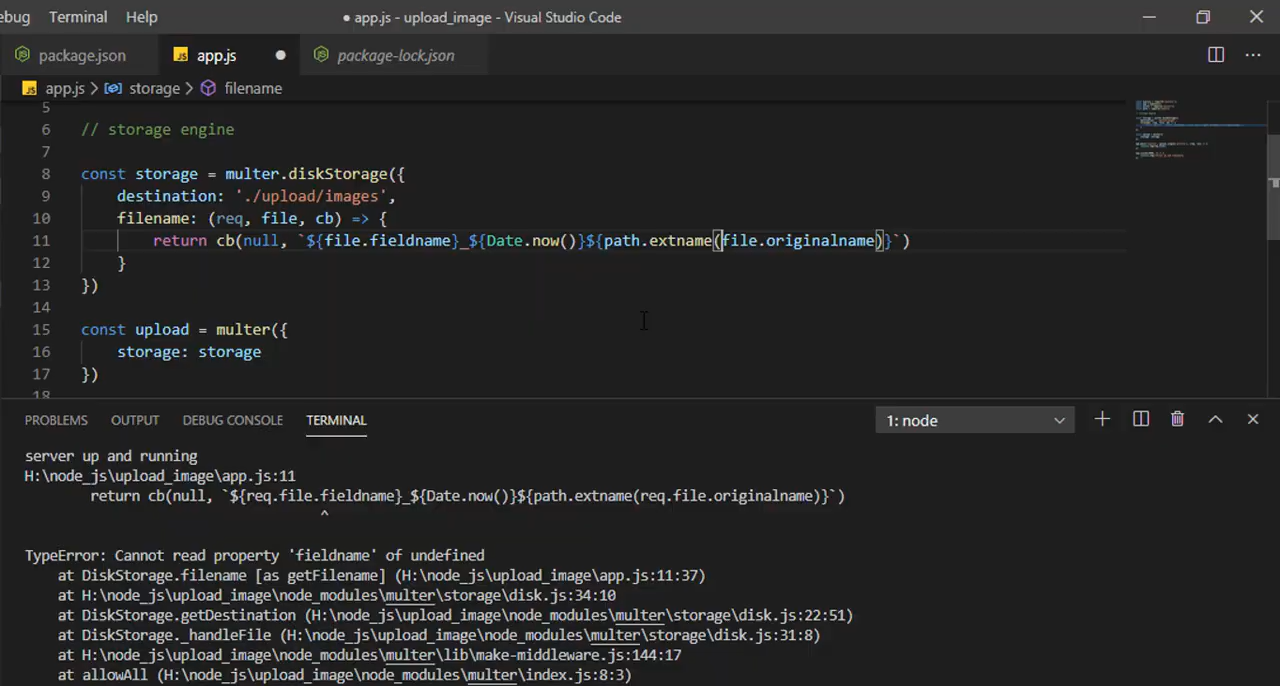 ebug Terminal Help ● app.js - upload_image - Visual Studio Code
package.json JS app.js ● package-lock.json ...
JS app.js > storage > filename
5
6 // storage engine
7
8 const storage = multer.diskStorage({
9 destination: './upload/images',
10 filename: (req, file, cb) => {
11 return cb(null, `${file.fieldname}_${Date.now()}${path.extname(file.originalname)}`)
12 }
13 })
14
15 const upload = multer({
16 storage: storage
17 })
18
PROBLEMS OUTPUT DEBUG CONSOLE TERMINAL 1: node
server up and running
H:\node_js\upload_image\app.js:11
return cb(null, `${req.file.fieldname}_${Date.now()}${path.extname(req.file.originalname)}`)
^
TypeError: Cannot read property 'fieldname' of undefined
at DiskStorage.filename [as getFilename] (H:\node_js\upload_image\app.js:11:37)
at H:\node_js\upload_image\node_modules\multer\storage\disk.js:34:10
at DiskStorage.getDestination (H:\node_js\upload_image\node_modules\multer\storage\disk.js:22:51)
at DiskStorage._handleFile (H:\node_js\upload_image\node_modules\multer\storage\disk.js:31:8)
at H:\node_js\upload_image\node_modules\multer\lib\make-middleware.js:144:17
at allowAll (H:\node_js\upload_image\node_modules\multer\index.js:8:3)